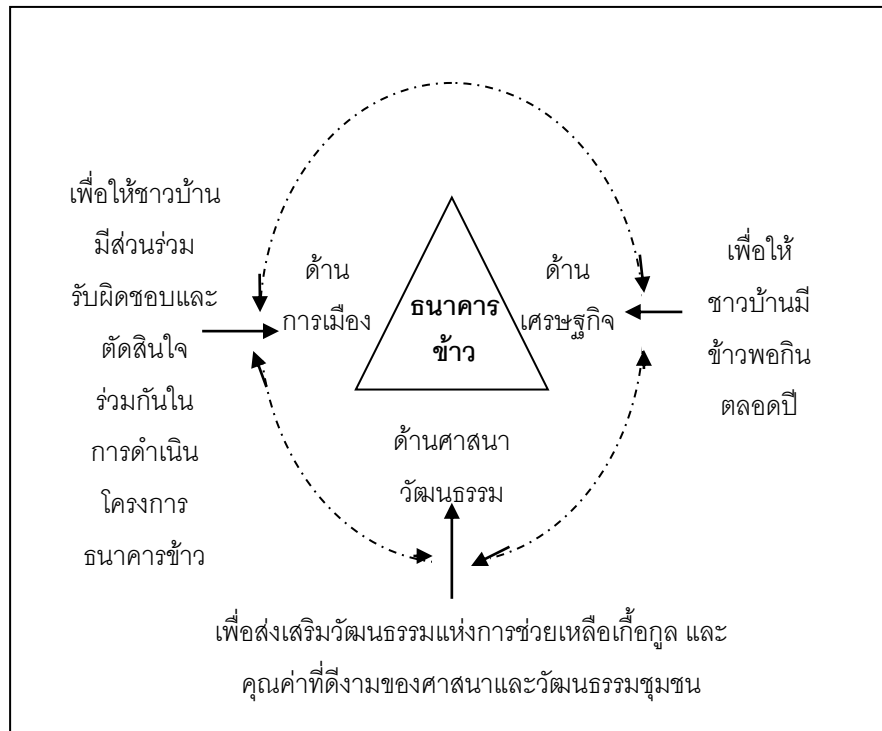 เพื่อให้ชาวบ้าน
มีส่วนร่วม
รับผิดชอบและ
ตัดสินใจ
ร่วมกันใน
การดำเนิน
โครงการ
ธนาคารข้าว
ด้าน
การเมือง
ธนาคาร
ข้าว
ด้าน
เศรษฐกิจ
เพื่อให้
ชาวบ้านมี
ข้าวพอกิน
ตลอดปี
ด้านศาสนา
วัฒนธรรม
เพื่อส่งเสริมวัฒนธรรมแห่งการช่วยเหลือเกื้อกูล และ
คุณค่าที่ดีงามของศาสนาและวัฒนธรรมชุมชน